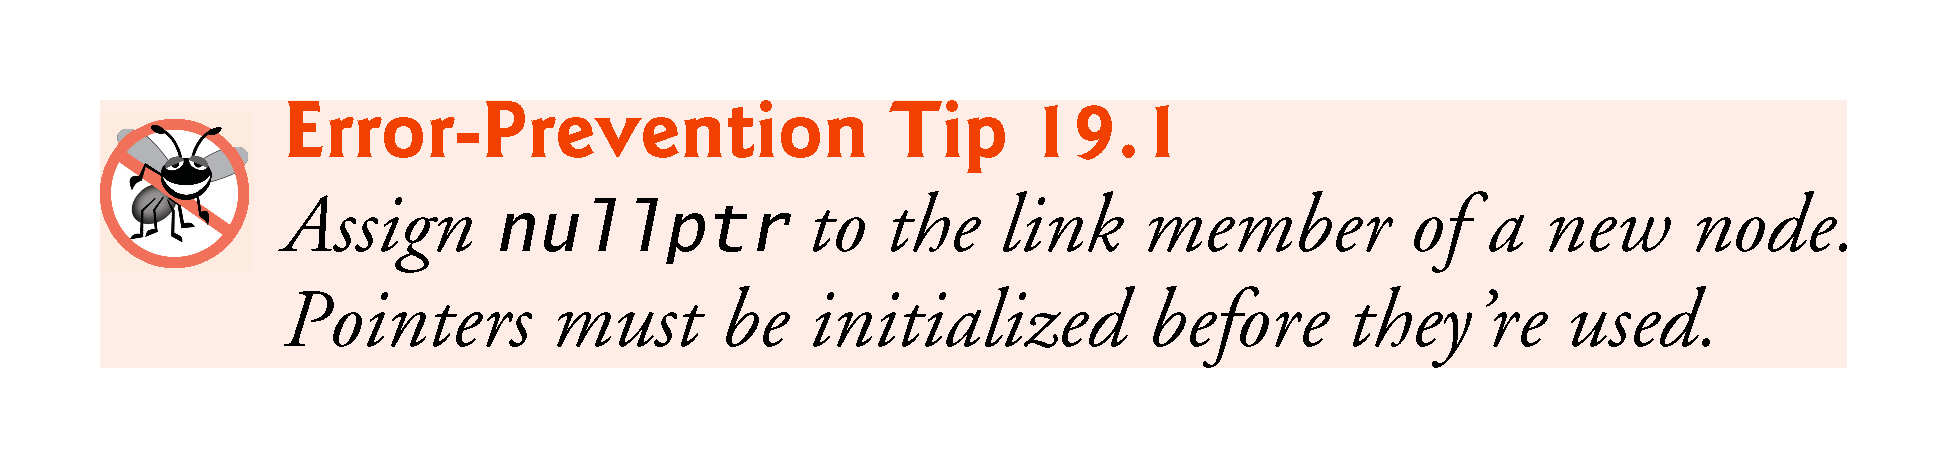 Error-Prevention Tip 19.1
Assign nullptr to the link member of a new node.
Pointers must be initialized before they’re used.